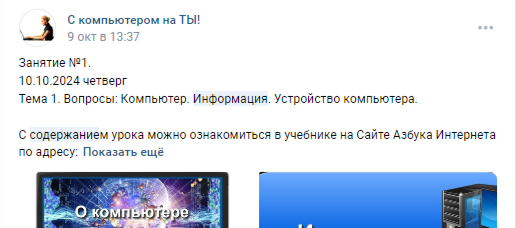 С компьютером на ТЫ!
9 окт в 13:37
Занятие №1.
10.10.2024 четверг
Тема 1. Вопросы: Компьютер. Информация. Устройство компьютера.
С содержанием урока можно ознакомиться в учебнике на Сайте Азбука Интернета
по адресу: Показать ещё
О компьютере